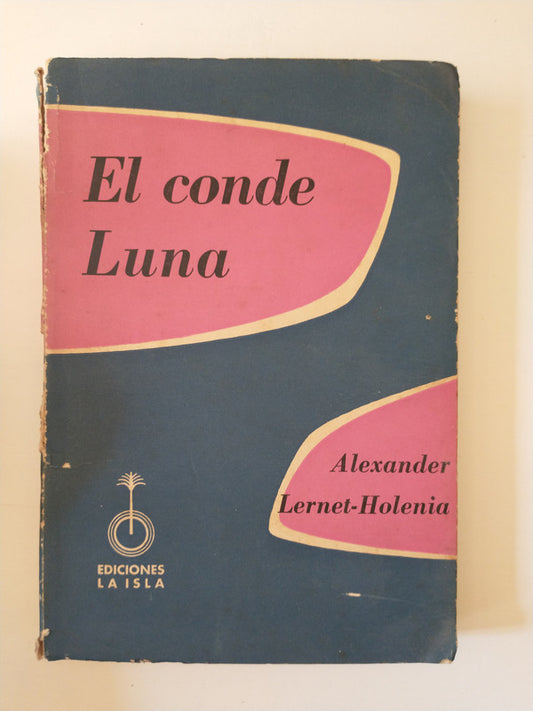 El conde
Luna
Alexander
Lernet-Holenia
EDICIONES
LA ISLA